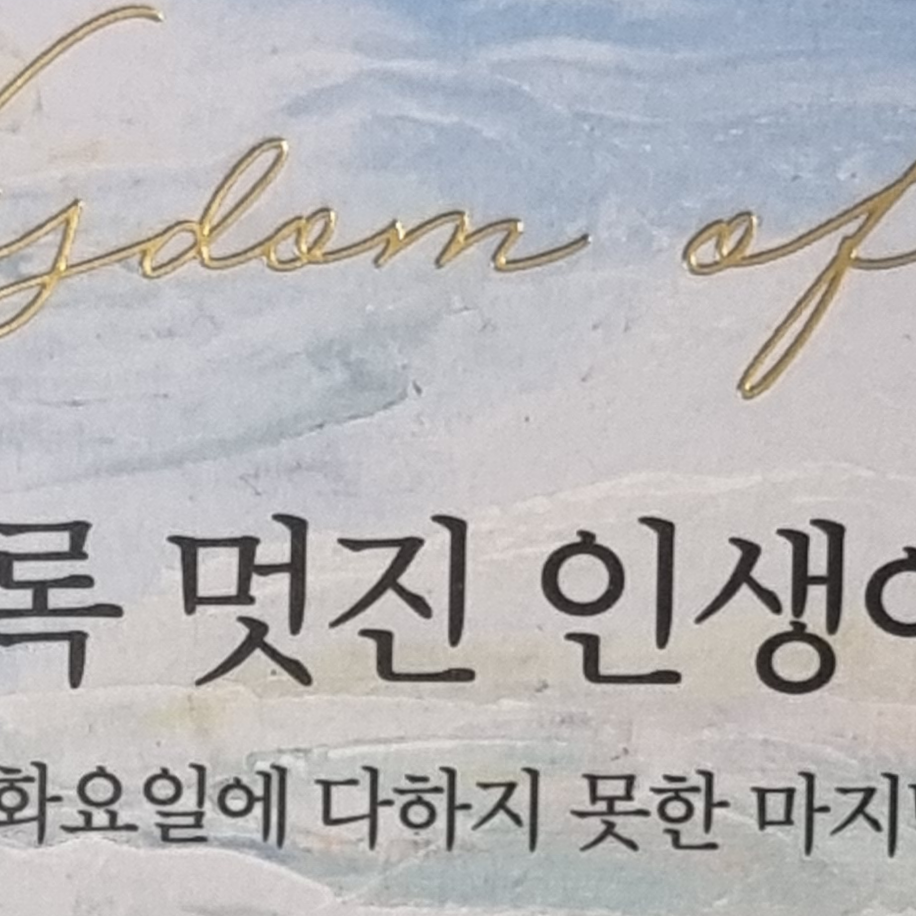 sdom of
록 멋진 인생
화요일에 다하지 못한 마지